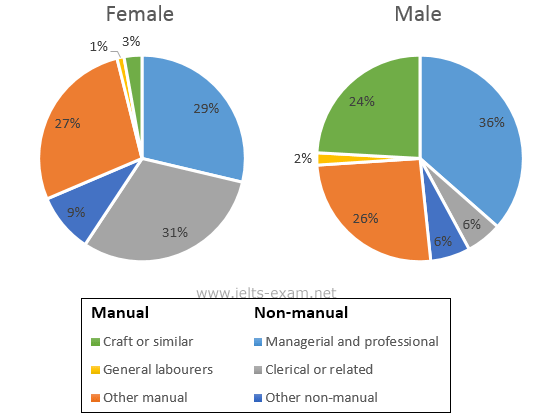 Female Male
3%
1%
29%
27%
9%
31%
24%
36%
2%
26%
6%
6%
www.ielts-exam.net
Manual Non-manual
Craft or similar Managerial and professional
General labourers Clerical or related
Other manual Other non-manual